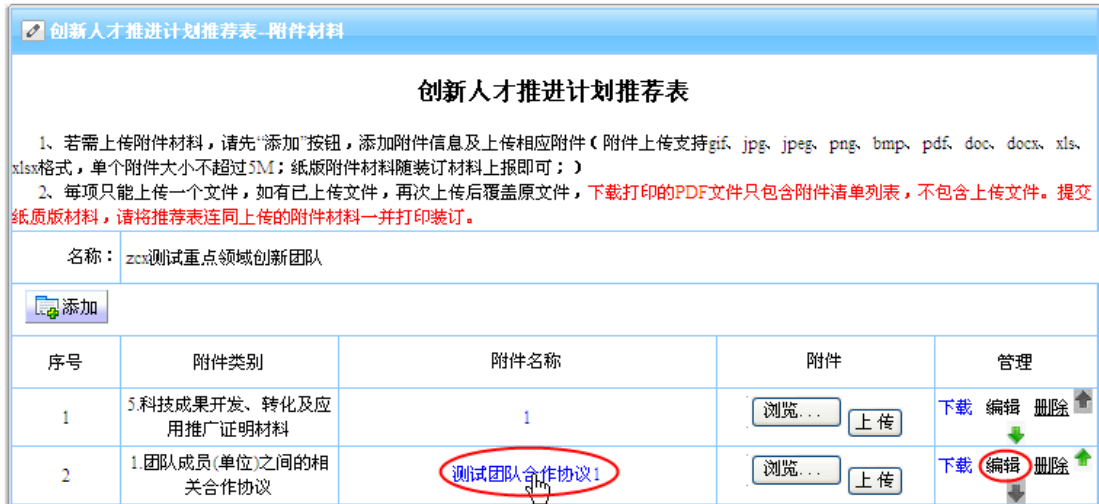 创新人才推进计划推荐表--附件材料
创新人才推进计划推荐表
1、若需上传附件材料，请先“添加”按钮，添加附件信息及上传相应附件（附件上传支持gif、jpg、jpeg、png、bmp、pdf、doc、docx、xls、
xlsx格式，单个附件大小不超过5M；纸版附件材料随装订材料上报即可；）
2、每项只能上传一个文件，如有已上传文件，再次上传后覆盖原文件，下载打印的PDF文件只包含附件清单列表，不包含上传文件。提交
纸质版材料，请将推荐表连同上传的附件材料一并打印装订。
名称： zcx测试重点领域创新团队
添加
序号 附件类别 附件名称 附件 管理
1 5.科技成果开发、转化及应 1 浏览... 上传 下载 编辑 删除
用推广证明材料
2 1.团队成员(单位)之间的相 测试团队合作协议1 浏览... 上传 下载 编辑 删除
关合作协议